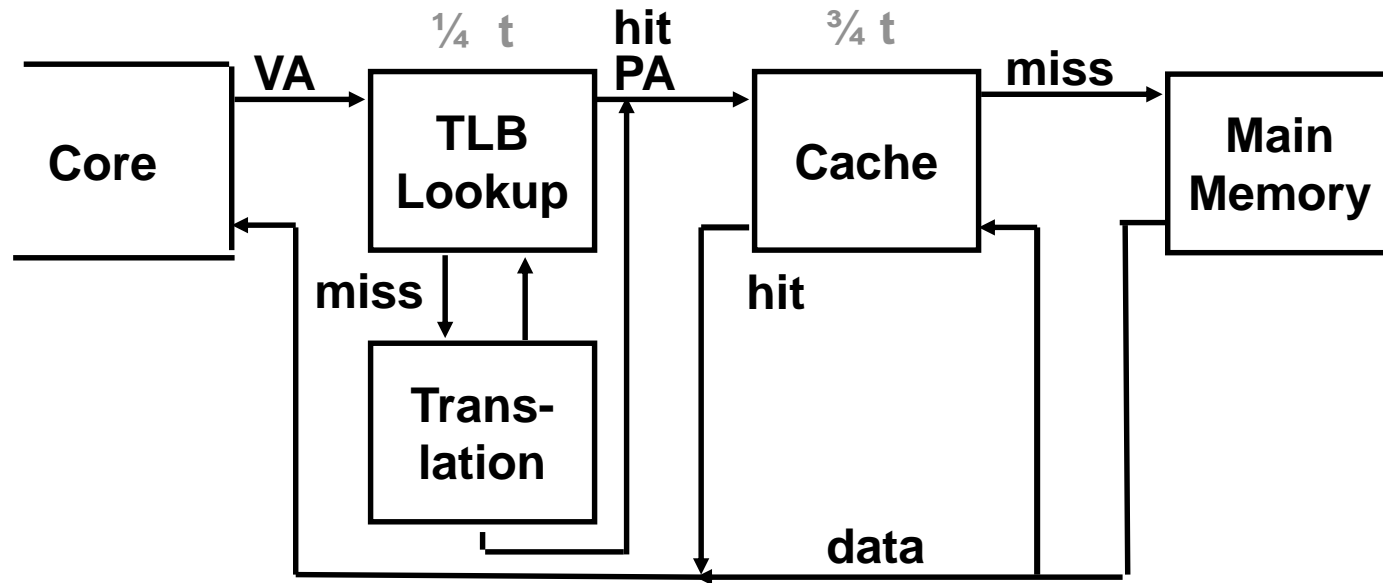 ¼ t
hit
¾ t
VA
PA
miss
Core
TLB
Lookup
Cache
Main
Memory
miss
hit
Trans-
lation
data